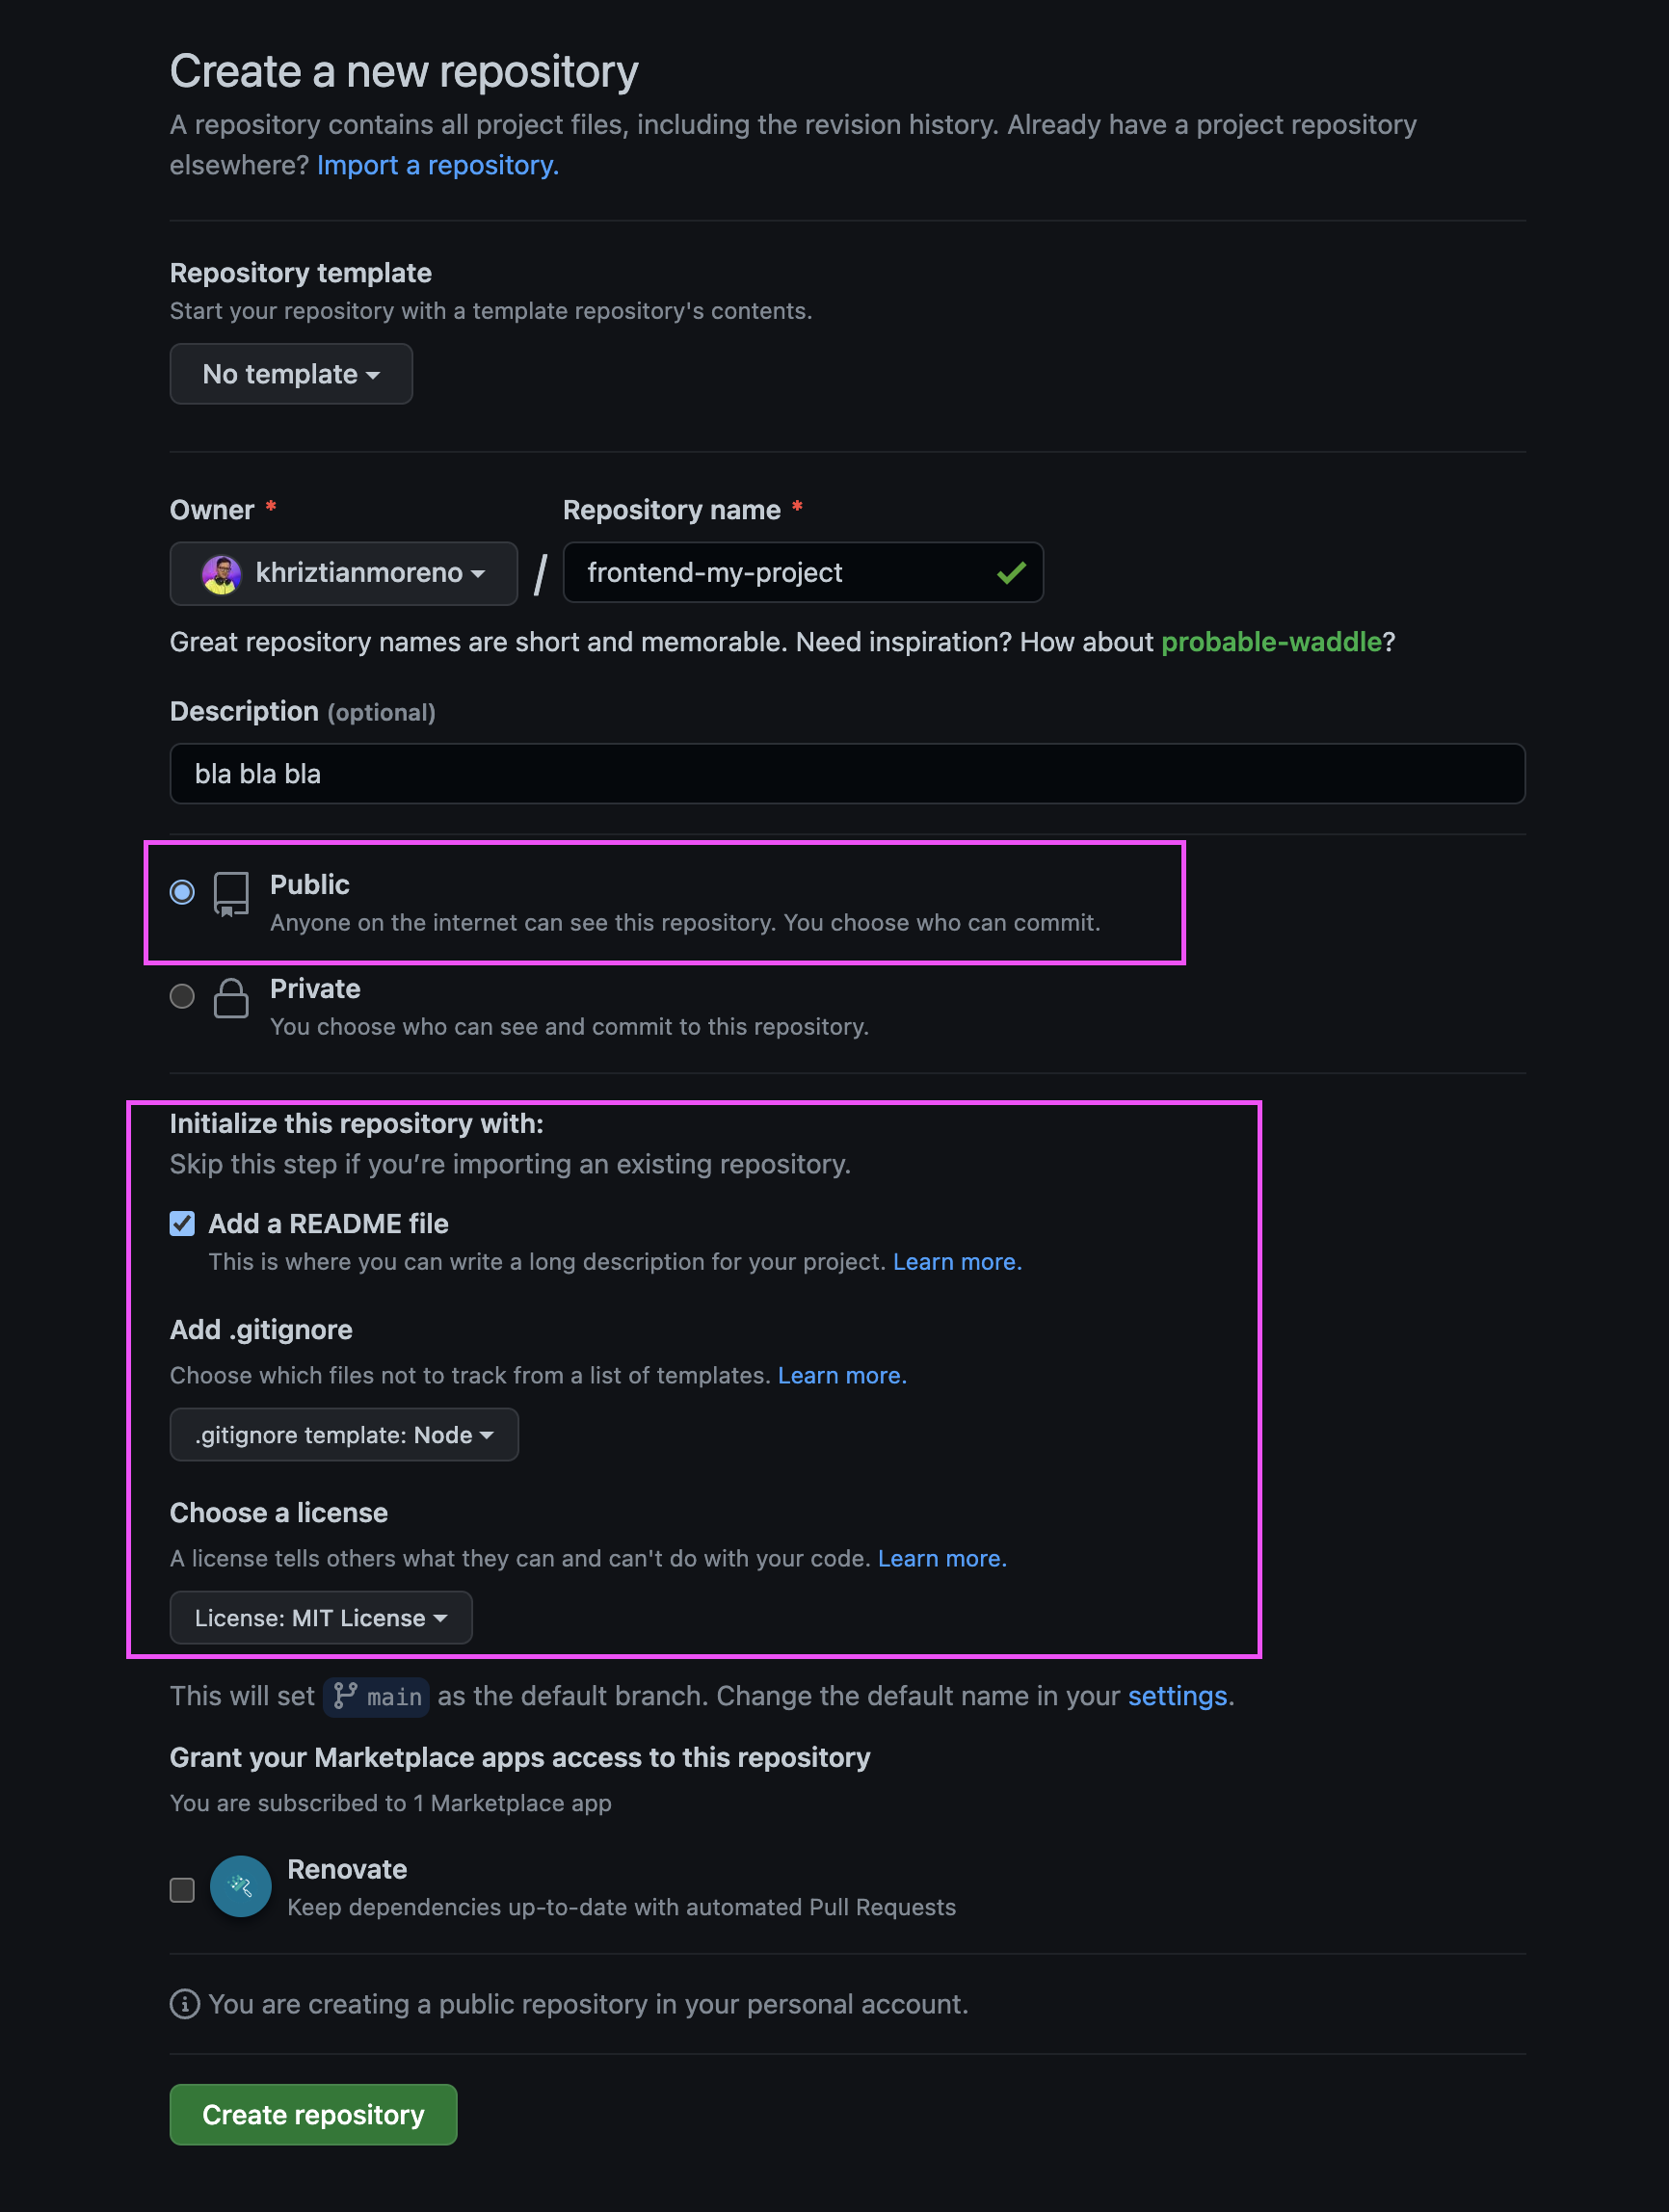 Create a new repository
A repository contains all project files, including the revision history. Already have a project repository
elsewhere? Import a repository.
Repository template
Start your repository with a template repository's contents.
No template
Owner * Repository name *
khriztianmoreno / frontend-my-project
Great repository names are short and memorable. Need inspiration? How about probable-waddle?
Description (optional)
bla bla bla
Public
Anyone on the internet can see this repository. You choose who can commit.
Private
You choose who can see and commit to this repository.
Initialize this repository with:
Skip this step if you’re importing an existing repository.
Add a README file
This is where you can write a long description for your project. Learn more.
Add .gitignore
Choose which files not to track from a list of templates. Learn more.
.gitignore template: Node
Choose a license
A license tells others what they can and can't do with your code. Learn more.
License: MIT License
This will set main as the default branch. Change the default name in your settings.
Grant your Marketplace apps access to this repository
You are subscribed to 1 Marketplace app
Renovate
Keep dependencies up-to-date with automated Pull Requests
You are creating a public repository in your personal account.
Create repository